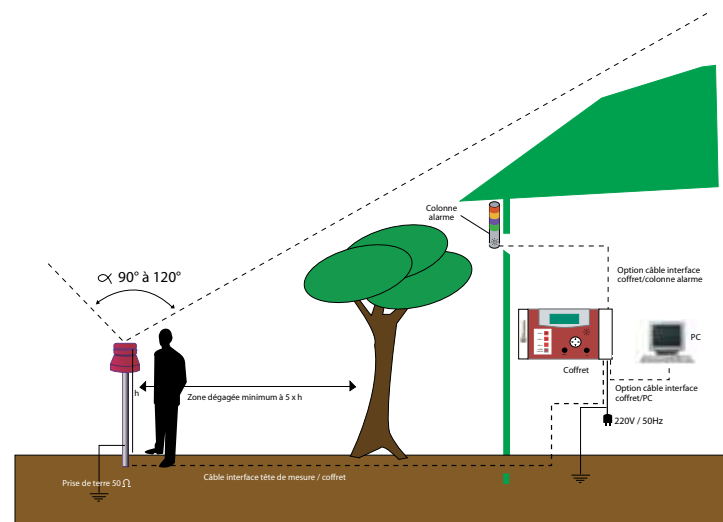 Colonne
alarme
∝ 90° à 120°
Option câble interface
coffret/colonne alarme
PC
Coffret
h
Zone dégagée minimum à 5 x h
Option câble interface
coffret/PC
220V / 50Hz
Prise de terre 50 Ω
Câble interface tête de mesure / coffret